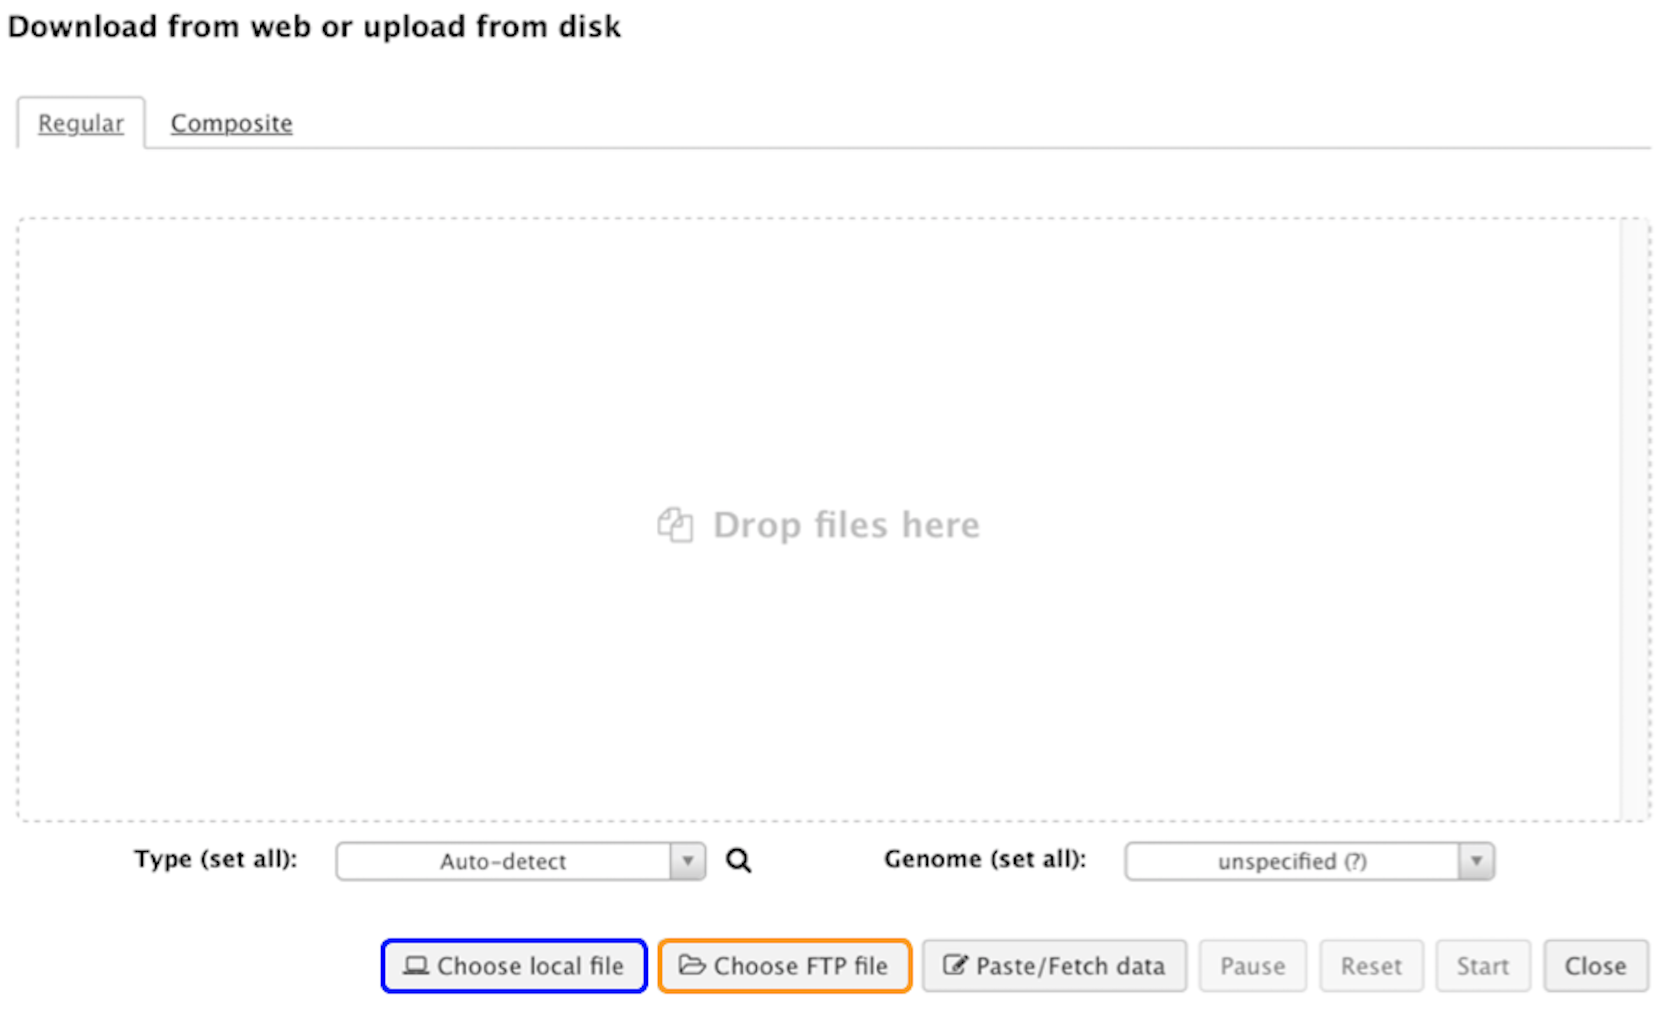 Download from web or upload from disk
Regular Composite
Drop files here
Type (set all): Auto-detect Genome (set all): unspecified (?)
Choose local file Choose FTP file Paste/Fetch data Pause Reset Start Close